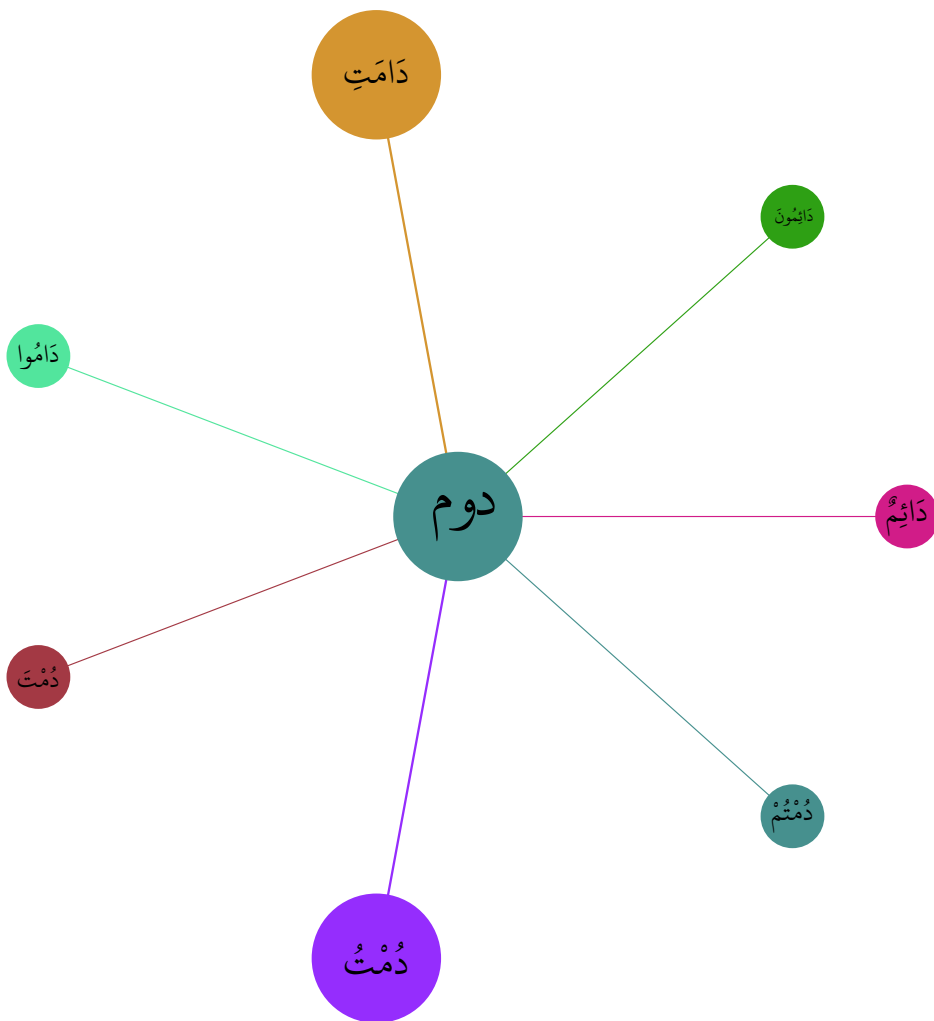 دَامَتِ
دَائِمُونَ
دَامُوا
دوم
دَائِمٌ
دُمْتَ
دُمْتُمْ
دُمْتُ